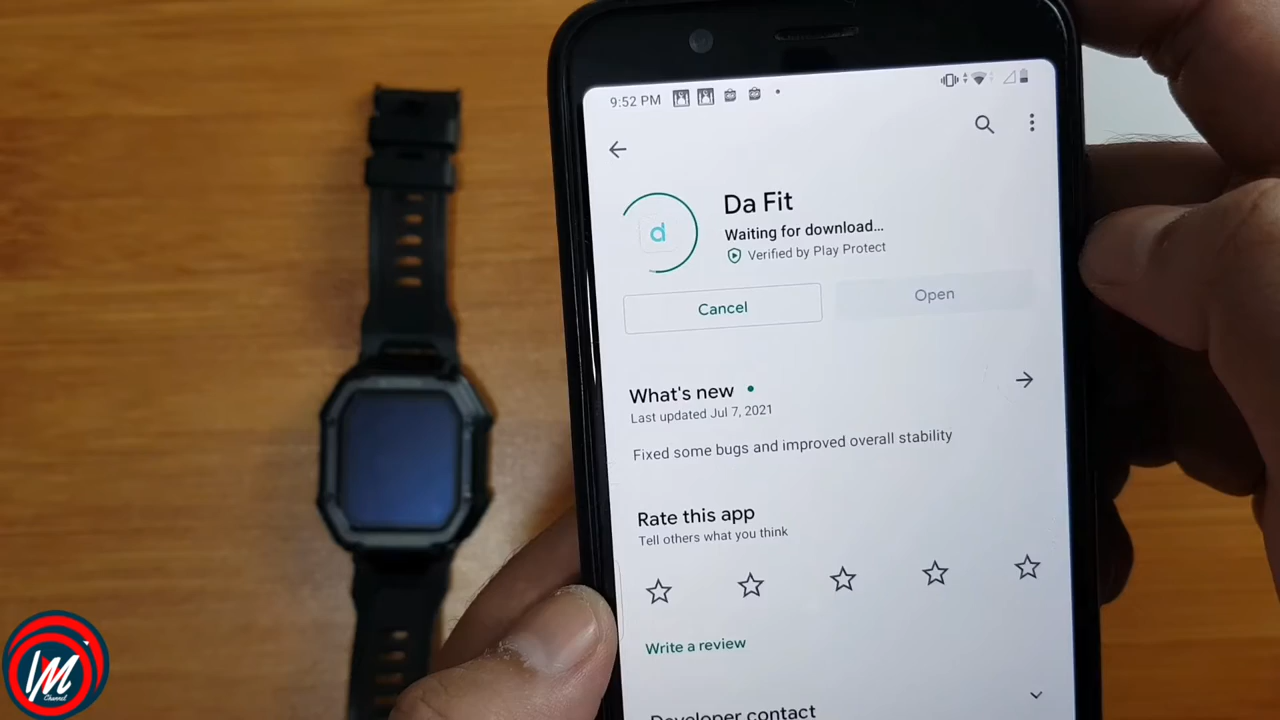 9:52 PM
Da Fit
Waiting for download...
Verified by Play Protect
Cancel
Open
What's new
Last updated Jul 7, 2021
Fixed some bugs and improved overall stability
Rate this app
Tell others what you think
Write a review
Developer contact
d
IM
Channel